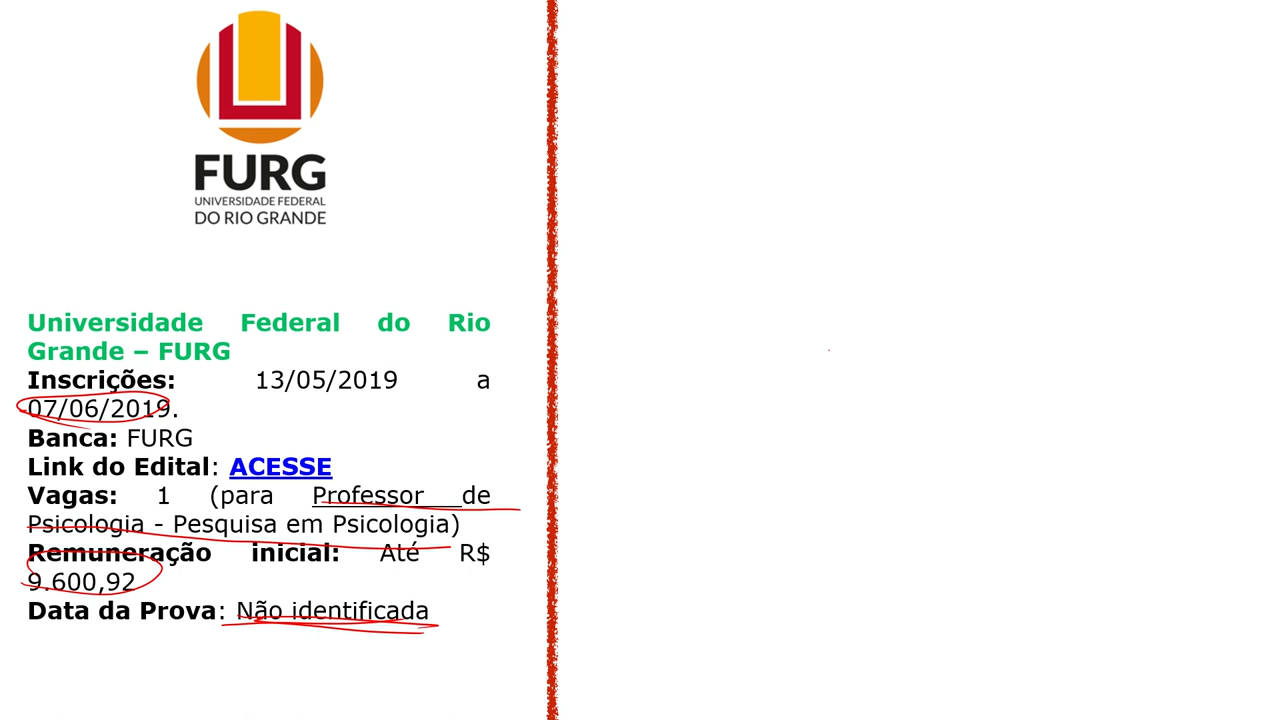 FURG
UNIVERSIDADE FEDERAL
DO RIO GRANDE
Universidade Federal do Rio
Grande – FURG
Inscrições: 13/05/2019 a
07/06/2019.
Banca: FURG
Link do Edital: ACESSE
Vagas: 1 (para Professor de
Psicologia - Pesquisa em Psicologia)
Remuneração inicial: Até R$
9.600,92
Data da Prova: Não identificada